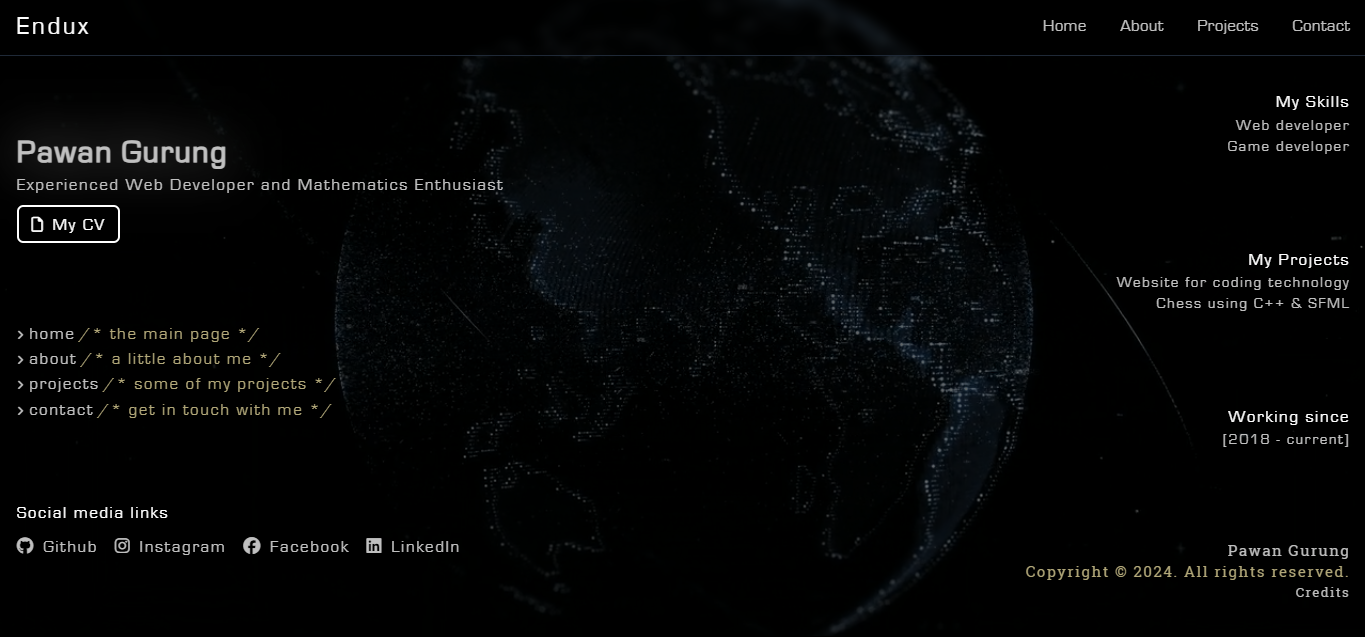 Endux
Home About Projects Contact
Pawan Gurung
Experienced Web Developer and Mathematics Enthusiast
My CV
› home /* the main page */
› about /* a little about me */
› projects /* some of my projects */
› contact /* get in touch with me */
Social media links
Github Instagram Facebook LinkedIn
My Skills
Web developer
Game developer
My Projects
Website for coding technology
Chess using C++ & SFML
Working since
[2018 - current]
Pawan Gurung
Copyright © 2024. All rights reserved.
Credits